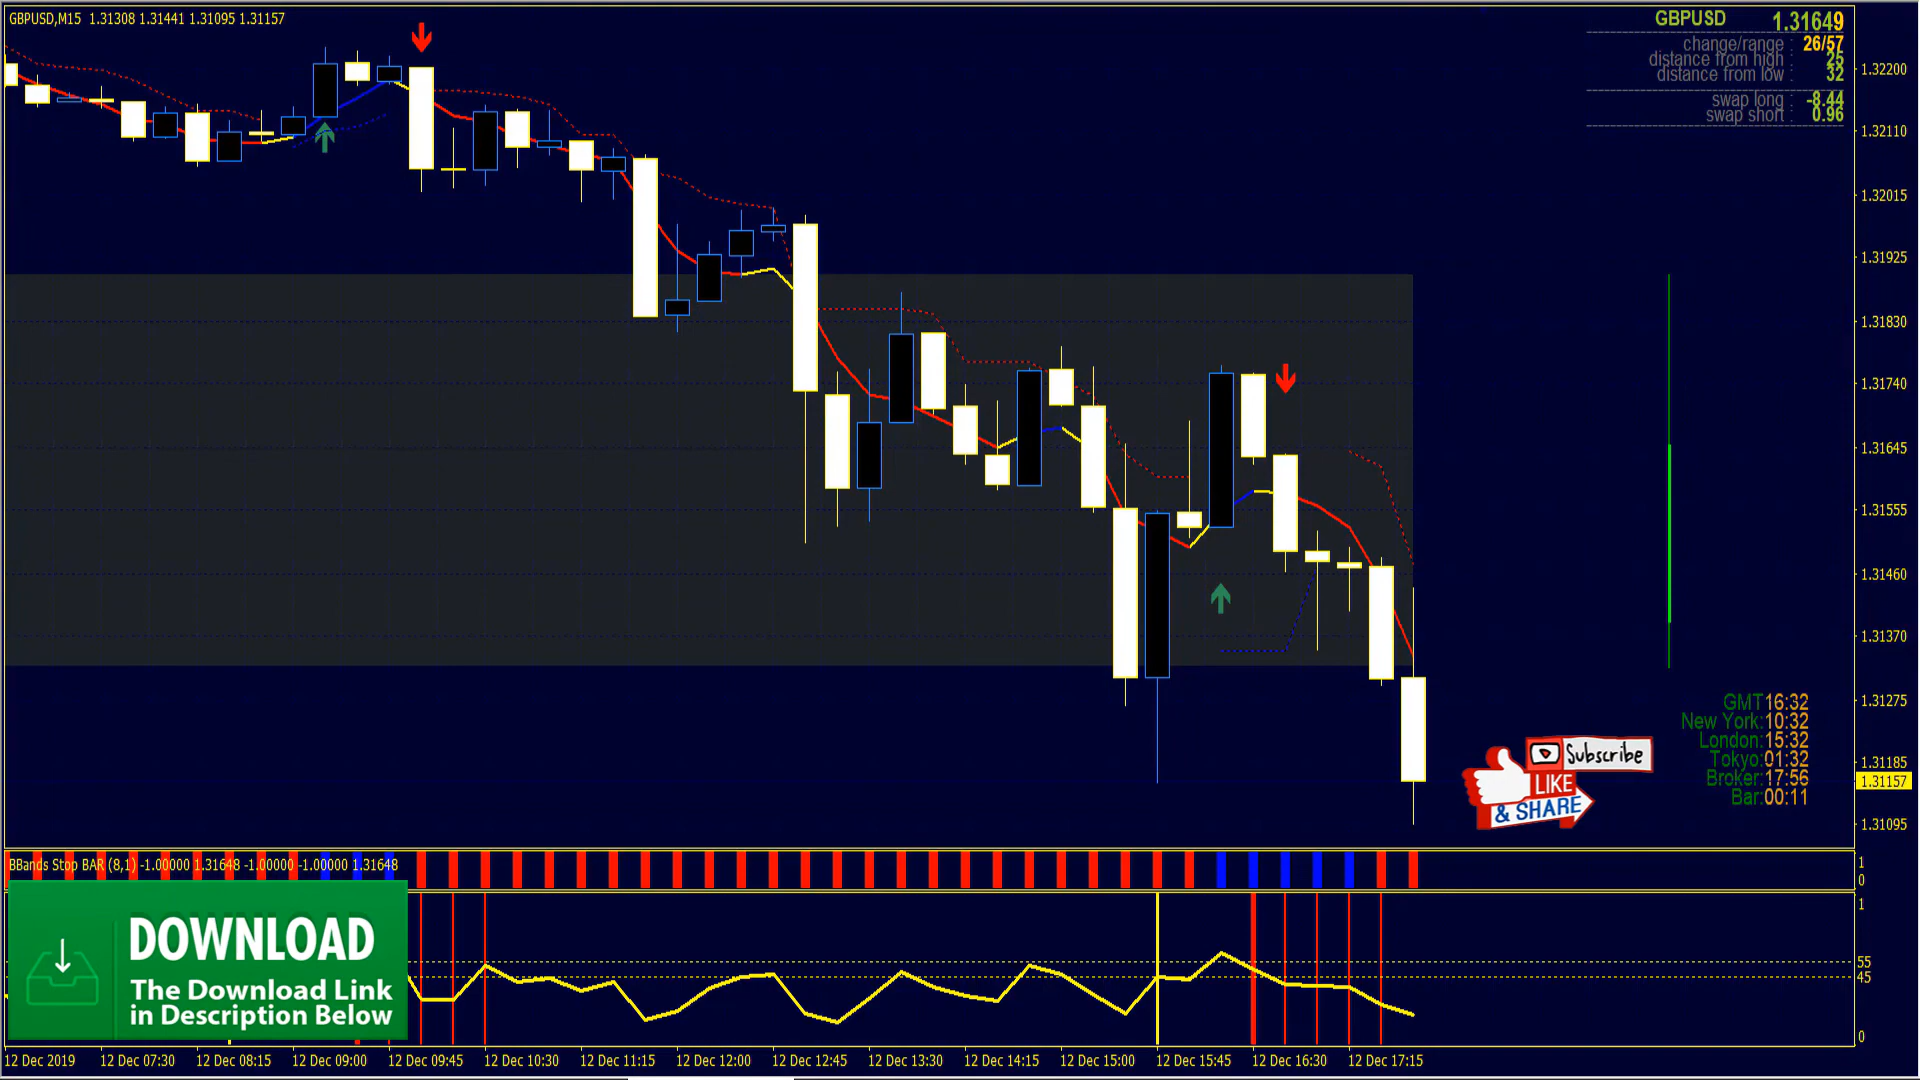 GBPUSD,M15 1.31308 1.31441 1.31095 1.31157
GBPUSD 1.31649
change/range : 26/57
distance from high : 25
distance from low : 32
swap long : -8.44
swap short : 0.96
1.32200
1.32110
1.32015
1.31925
1.31830
1.31740
1.31645
1.31555
1.31460
1.31370
1.31275
1.31185
1.31157
1.31095
GMT 16:32
New York:10:32
London:15:32
Tokyo:01:32
Broker:17:56
Bar:00:11
Subscribe
LIKE
& SHARE
BBands Stop BAR (8,1) -1.00000 1.31648 -1.00000 -1.00000 1.31648
1
0
1
55
45
0
DOWNLOAD
The Download Link
in Description Below
12 Dec 2019 12 Dec 07:30 12 Dec 08:15 12 Dec 09:00 12 Dec 09:45 12 Dec 10:30 12 Dec 11:15 12 Dec 12:00 12 Dec 12:45 12 Dec 13:30 12 Dec 14:15 12 Dec 15:00 12 Dec 15:45 12 Dec 16:30 12 Dec 17:15